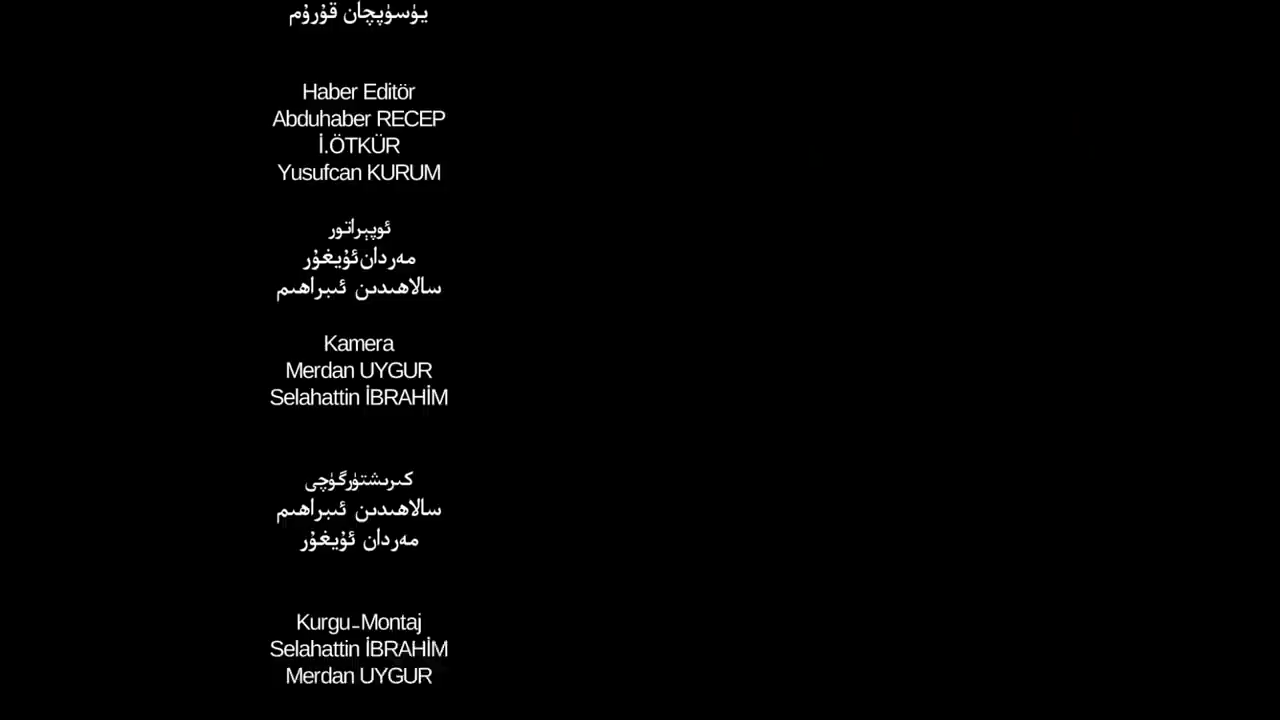 يۈسۈپچان قۇرۇم
Haber Editör
Abduhaber RECEP
İ.ÖTKÜR
Yusufcan KURUM
ئوپېراتور
مەردان ئۇيغۇر
سالاھىدىن ئىبراھىم
Kamera
Merdan UYGUR
Selahattin İBRAHİM
كىرىشتۈرگۈچى
سالاھىدىن ئىبراھىم
مەردان ئۇيغۇر
Kurgu-Montaj
Selahattin İBRAHİM
Merdan UYGUR